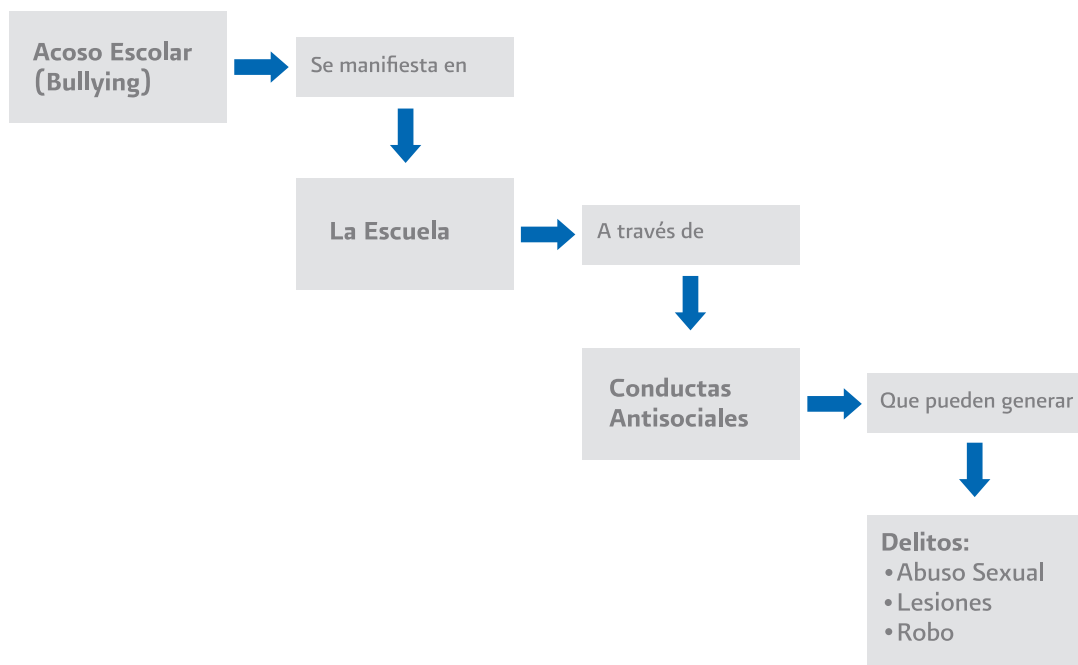 Acoso Escolar
(Bullying)
Se manifiesta en
La Escuela
A través de
Conductas
Antisociales
Que pueden generar
Delitos:
• Abuso Sexual
• Lesiones
• Robo